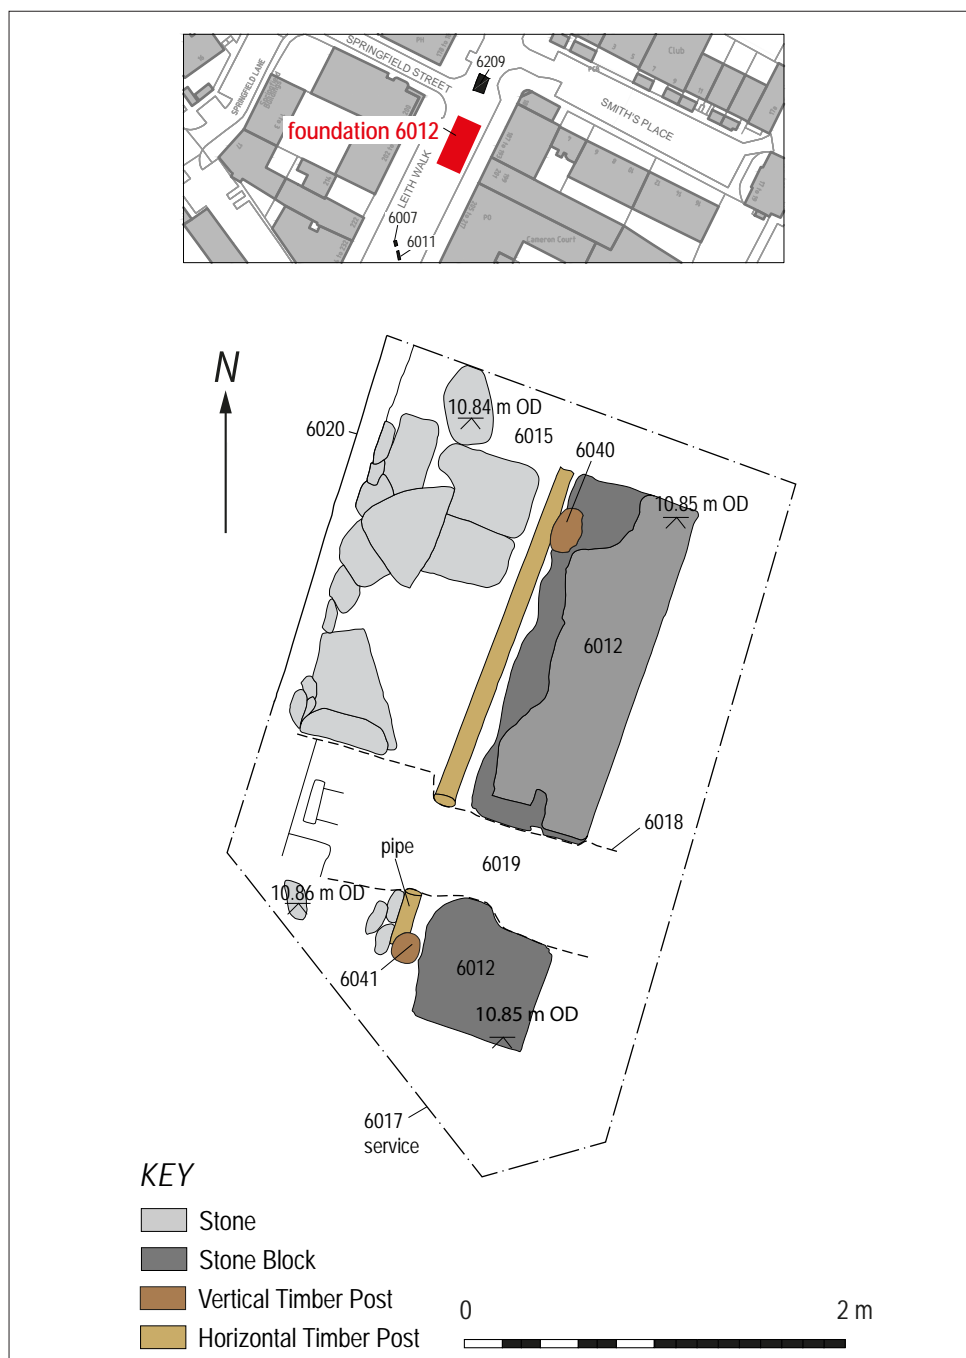 SPRINGFIELD STREET
6209
Club
SPRINGFIELD LANE
SMITH'S PLACE
foundation 6012
LEITH WALK
6007
6011
PH
PO
Cameron Court
N
10.84 m OD
6015
6020
6040
10.85 m OD
6012
6018
pipe
6019
10.86 m OD
6041
6012
10.85 m OD
6017
service
KEY
Stone
Stone Block
Vertical Timber Post
Horizontal Timber Post
0
2 m